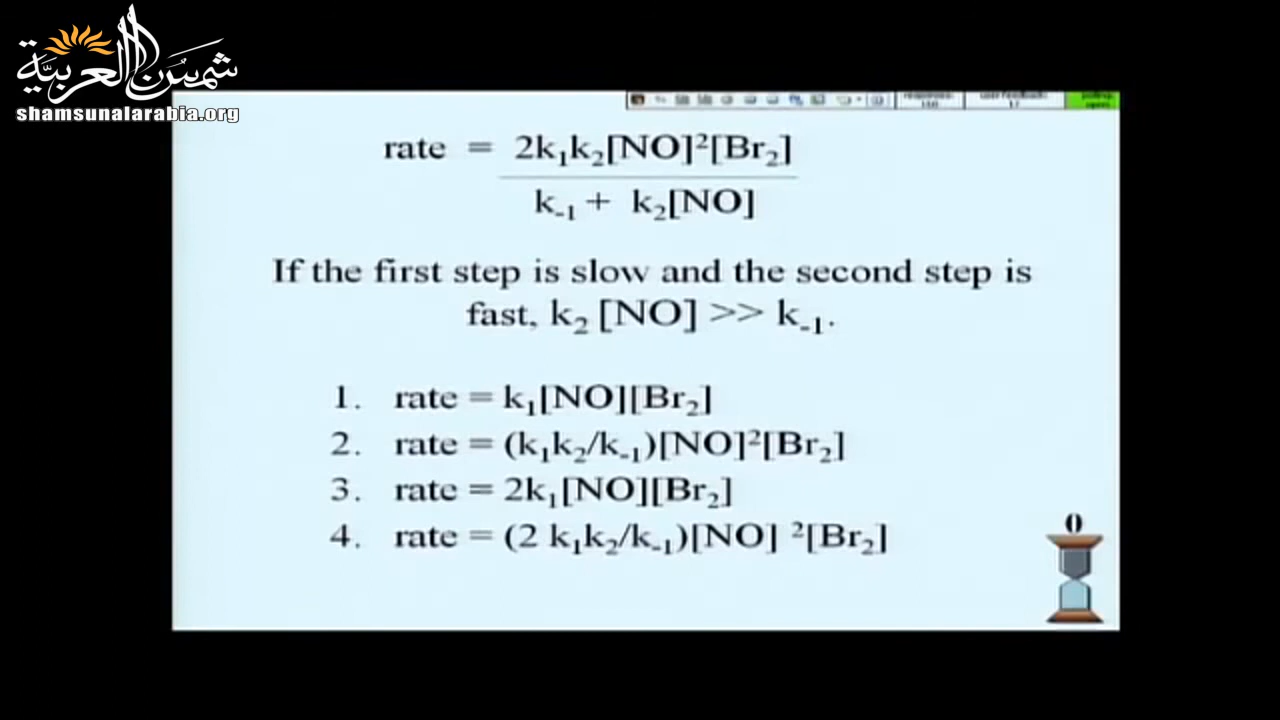 شمس العربية
shamsunalarabia.org
rate = 2k₁k₂[NO]²[Br₂]
k₋₁ + k₂[NO]
If the first step is slow and the second step is
fast, k₂ [NO] >> k₋₁.
1. rate = k₁[NO][Br₂]
2. rate = (k₁k₂/k₋₁)[NO]²[Br₂]
3. rate = 2k₁[NO][Br₂]
4. rate = (2 k₁k₂/k₋₁)[NO] ²[Br₂]
0